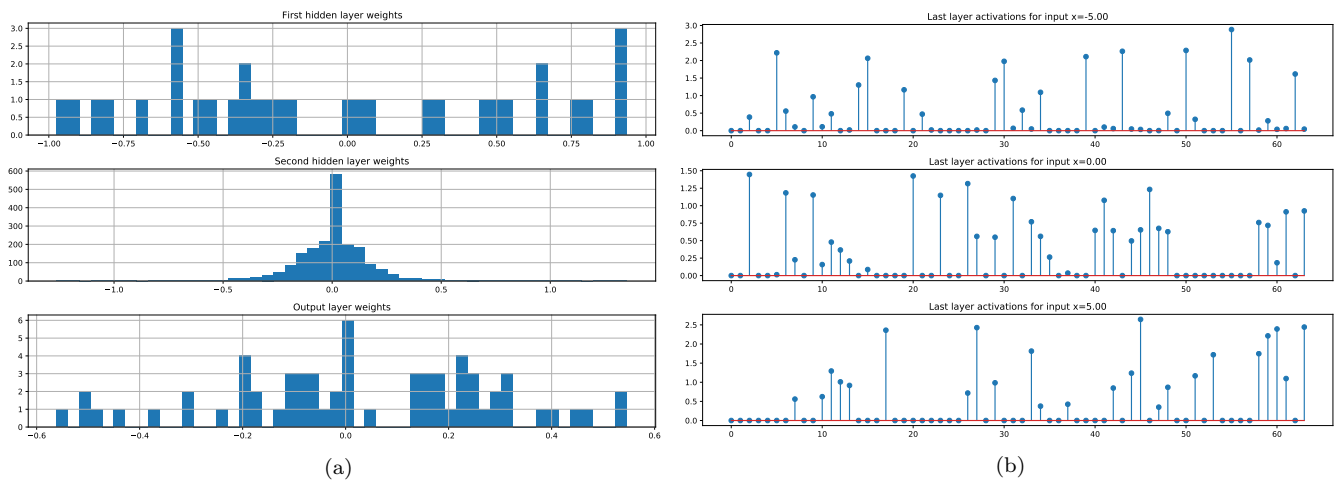 First hidden layer weights
3.0
2.5
2.0
1.5
1.0
0.5
0.0
−1.00 −0.75 −0.50 −0.25 0.00 0.25 0.50 0.75 1.00
Second hidden layer weights
600
500
400
300
200
100
0
−1.0 −0.5 0.0 0.5 1.0
Output layer weights
6
5
4
3
2
1
0
−0.6 −0.4 −0.2 0.0 0.2 0.4 0.6
(a)
Last layer activations for input x=-5.00
3.0
2.5
2.0
1.5
1.0
0.5
0.0
0 10 20 30 40 50 60
Last layer activations for input x=0.00
1.50
1.25
1.00
0.75
0.50
0.25
0.00
0 10 20 30 40 50 60
Last layer activations for input x=5.00
2.5
2.0
1.5
1.0
0.5
0.0
0 10 20 30 40 50 60
(b)